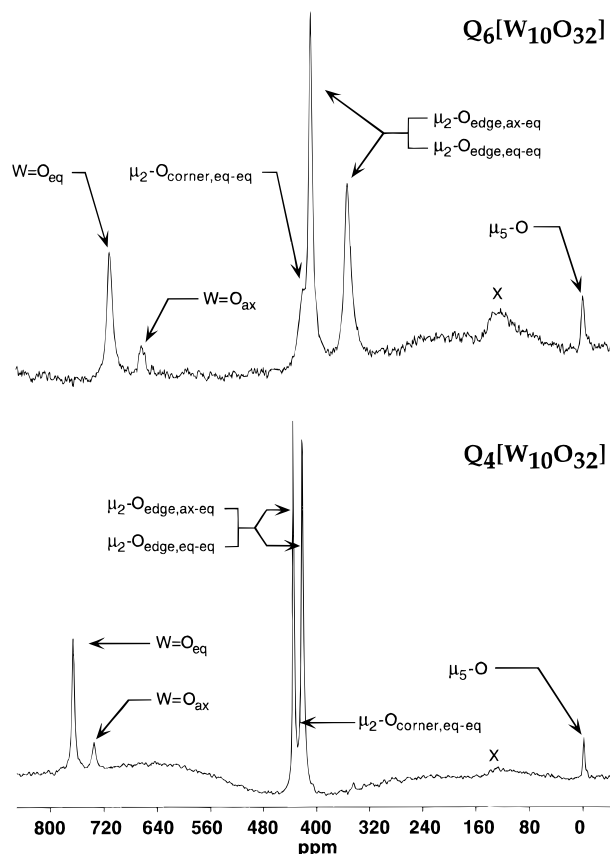 Q6[W10O32]
μ2-Oedge,ax-eq
μ2-Oedge,eq-eq
W=Oeq
μ2-Ocorner,eq-eq
μ5-O
W=Oax
X
Q4[W10O32]
μ2-Oedge,ax-eq
μ2-Oedge,eq-eq
W=Oeq
μ5-O
W=Oax
μ2-Ocorner,eq-eq
X
800 720 640 560 480 400 320 240 160 80 0
ppm